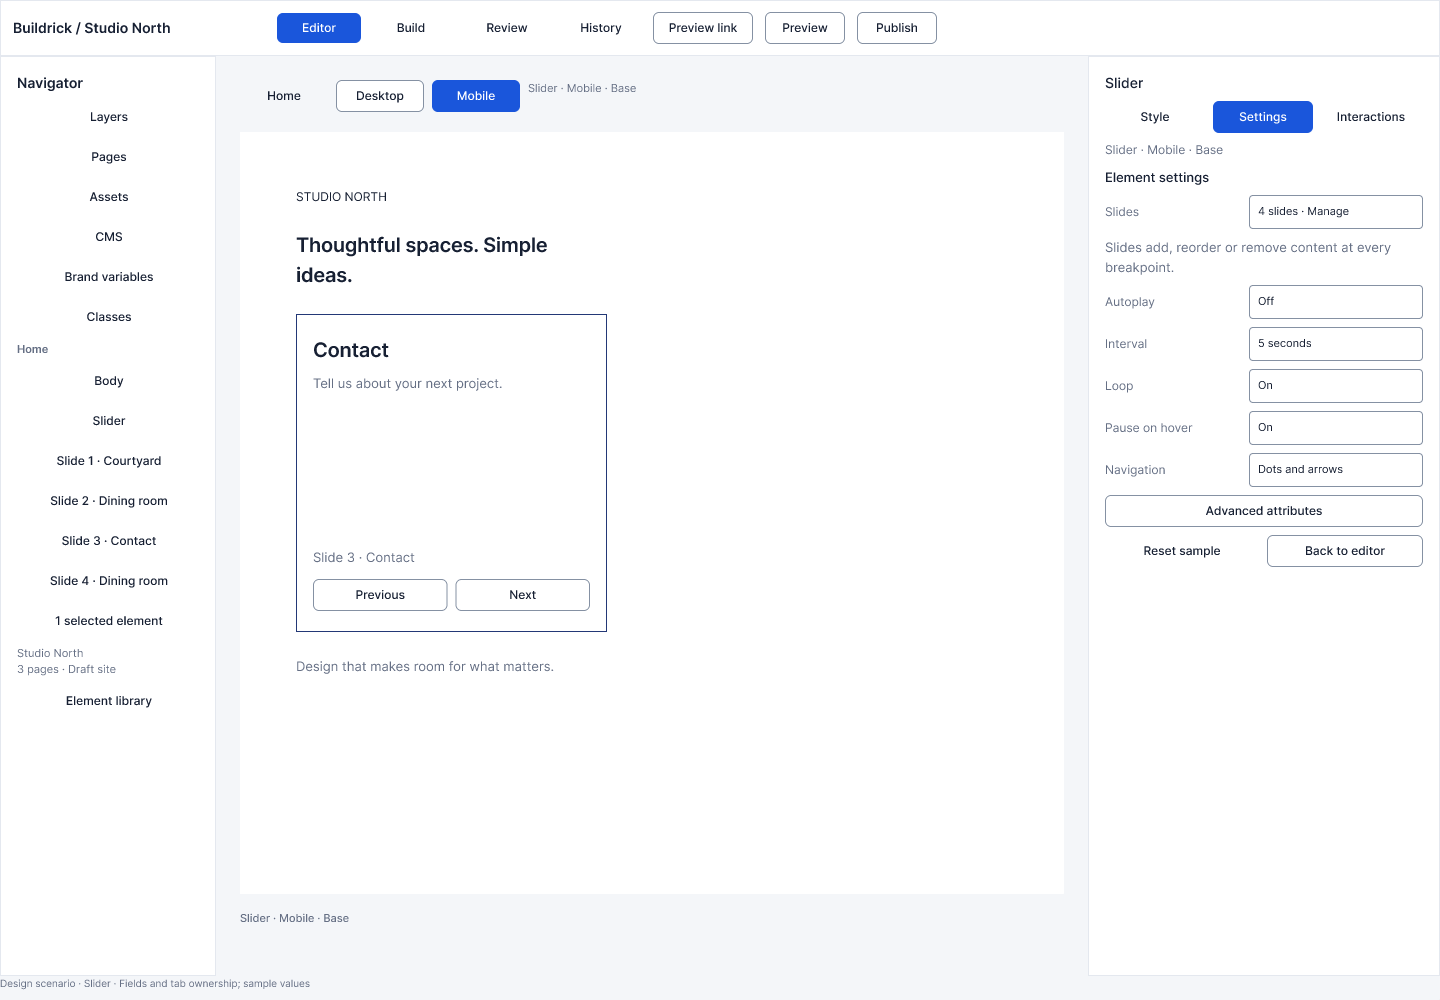 Buildrick / Studio North
Editor
Build
Review
History
Preview link
Preview
Publish
Navigator
Layers
Pages
Assets
CMS
Brand variables
Classes
Home
Body
Slider
Slide 1 · Courtyard
Slide 2 · Dining room
Slide 3 · Contact
Slide 4 · Dining room
1 selected element
Studio North
3 pages · Draft site
Element library
Home
Desktop
Mobile
Slider · Mobile · Base
STUDIO NORTH
Thoughtful spaces. Simple
ideas.
Contact
Tell us about your next project.
Slide 3 · Contact
Previous
Next
Design that makes room for what matters.
Slider · Mobile · Base
Slider
Style
Settings
Interactions
Slider · Mobile · Base
Element settings
Slides
4 slides · Manage
Slides add, reorder or remove content at every
breakpoint.
Autoplay
Off
Interval
5 seconds
Loop
On
Pause on hover
On
Navigation
Dots and arrows
Advanced attributes
Reset sample
Back to editor
Design scenario · Slider · Fields and tab ownership; sample values